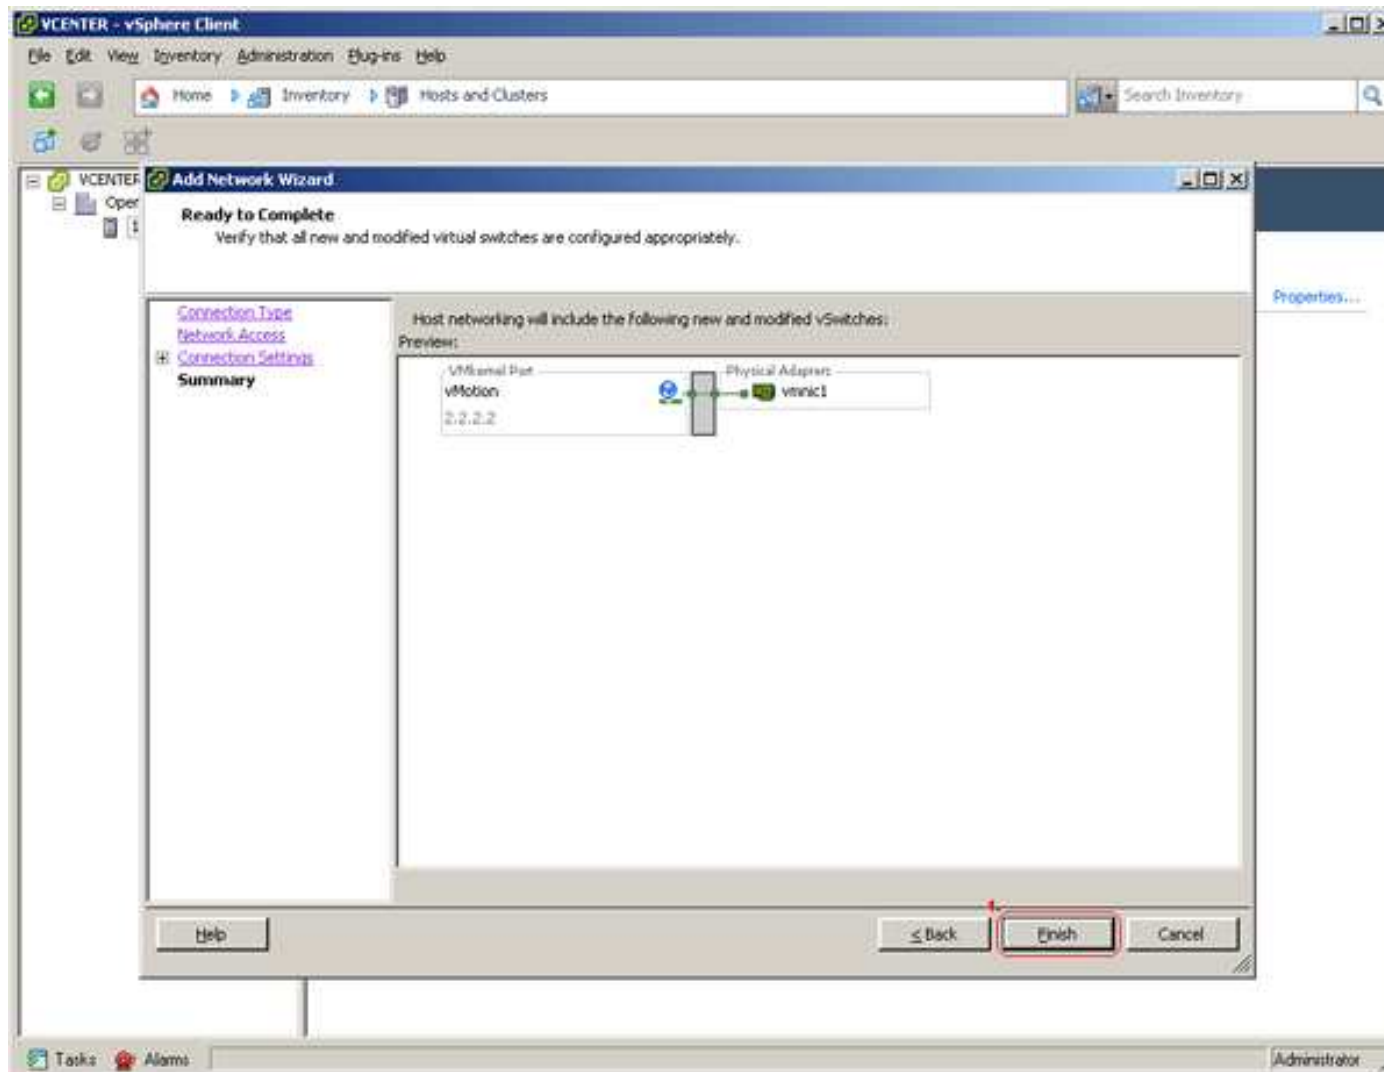 VCENTER - vSphere Client
File Edit View Inventory Administration Plug-ins Help
Home Inventory Hosts and Clusters
Search Inventory
VCENTER
Oper
Add Network Wizard
Ready to Complete
Verify that all new and modified virtual switches are configured appropriately.
Properties...
Connection Type
Network Access
Connection Settings
Summary
Host networking will include the following new and modified vSwitches:
Preview:
VMkernel Port
Physical Adapters
vMotion
vmnic1
2.2.2.2
1.
Help
≤ Back
Finish
Cancel
Tasks
Alarms
Administrator